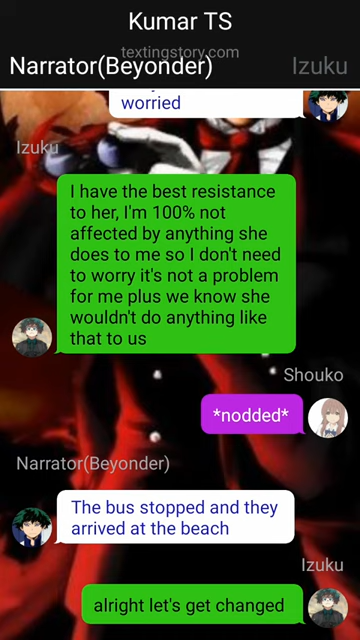 Kumar TS
textingstory.com
Narrator(Beyonder)
Izuku
worried
Izuku
I have the best resistance
to her, I'm 100% not
affected by anything she
does to me so I don't need
to worry it's not a problem
for me plus we know she
wouldn't do anything like
that to us
Shouko
*nodded*
Narrator(Beyonder)
The bus stopped and they
arrived at the beach
Izuku
alright let's get changed